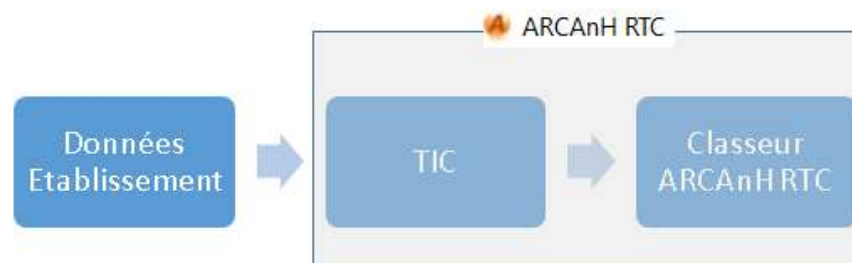 ARCAnH RTC
Données
Etablissement
TIC
Classeur
ARCAnH RTC